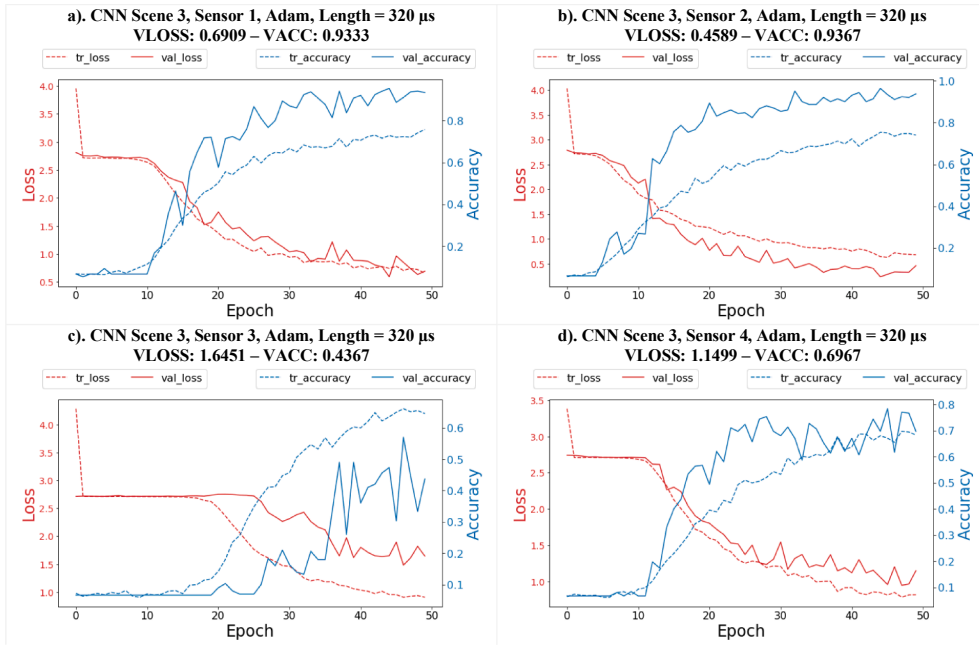 a). CNN Scene 3, Sensor 1, Adam, Length = 320 µs
VLOSS: 0.6909 – VACC: 0.9333
tr_loss val_loss tr_accuracy val_accuracy
4.0
3.5
3.0
2.5
2.0
1.5
1.0
0.5
Loss
0.8
0.6
0.4
0.2
Accuracy
0 10 20 30 40 50
Epoch
b). CNN Scene 3, Sensor 2, Adam, Length = 320 µs
VLOSS: 0.4589 – VACC: 0.9367
tr_loss val_loss tr_accuracy val_accuracy
4.0
3.5
3.0
2.5
2.0
1.5
1.0
0.5
Loss
1.0
0.8
0.6
0.4
0.2
Accuracy
0 10 20 30 40 50
Epoch
c). CNN Scene 3, Sensor 3, Adam, Length = 320 µs
VLOSS: 1.6451 – VACC: 0.4367
tr_loss val_loss tr_accuracy val_accuracy
4.0
3.5
3.0
2.5
2.0
1.5
1.0
Loss
0.6
0.5
0.4
0.3
0.2
0.1
Accuracy
0 10 20 30 40 50
Epoch
d). CNN Scene 3, Sensor 4, Adam, Length = 320 µs
VLOSS: 1.1499 – VACC: 0.6967
tr_loss val_loss tr_accuracy val_accuracy
3.5
3.0
2.5
2.0
1.5
1.0
Loss
0.8
0.7
0.6
0.5
0.4
0.3
0.2
0.1
Accuracy
0 10 20 30 40 50
Epoch